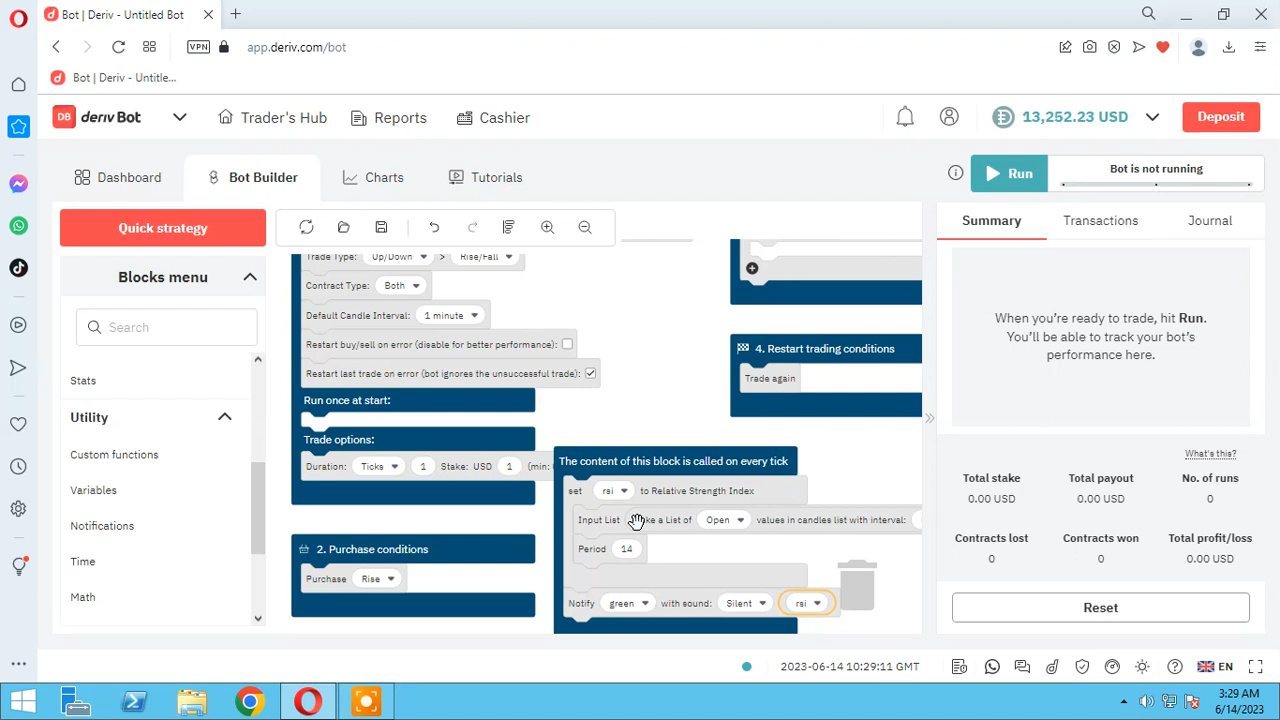 Bot | Deriv - Untitled Bot
VPN
app.deriv.com/bot
Bot | Deriv - Untitle...
DB
deriv Bot
Trader's Hub
Reports
Cashier
13,252.23 USD
Deposit
Dashboard
Bot Builder
Charts
Tutorials
Run
Bot is not running
Quick strategy
Summary
Transactions
Journal
Blocks menu
Search
Stats
Utility
Custom functions
Variables
Notifications
Time
Math
Trade Type: Up/Down > Rise/Fall
Contract Type: Both
Default Candle Interval: 1 minute
Restart buy/sell on error (disable for better performance):
Restart last trade on error (bot ignores the unsuccessful trade):
Run once at start:
Trade options:
Duration: Ticks 1 Stake: USD 1 (min:
2. Purchase conditions
Purchase Rise
4. Restart trading conditions
Trade again
The content of this block is called on every tick
set rsi to Relative Strength Index
Input List ke a List of Open values in candles list with interval:
Period 14
Notify green with sound: Silent rsi
When you're ready to trade, hit Run.
You'll be able to track your bot's
performance here.
What's this?
Total stake
Total payout
No. of runs
0.00 USD
0.00 USD
0
Contracts lost
Contracts won
Total profit/loss
0
0
0.00 USD
Reset
2023-06-14 10:29:11 GMT
EN
3:29 AM
6/14/2023